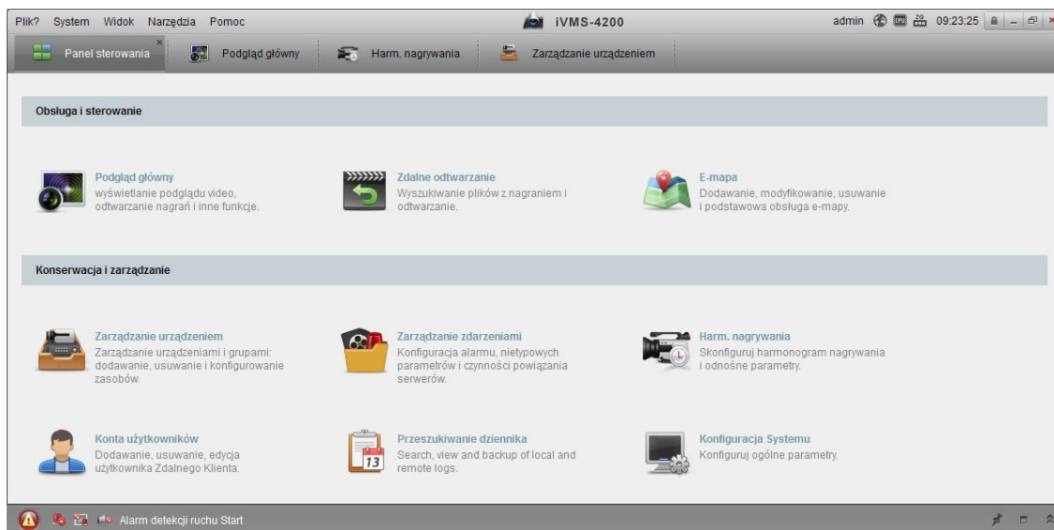 Plik? System Widok Narzędzia Pomoc
iVMS-4200
admin 09:23:25
Panel sterowania
Podgląd główny
Harm. nagrywania
Zarządzanie urządzeniem
Obsługa i sterowanie
Podgląd główny
wyświetlanie podglądu video,
odtwarzanie nagrań i inne funkcje.
Zdalne odtwarzanie
Wyszukiwanie plików z nagraniem i
odtwarzanie.
E-mapa
Dodawanie, modyfikowanie, usuwanie
i podstawowa obsługa e-mapy.
Konserwacja i zarządzanie
Zarządzanie urządzeniem
Zarządzanie urządzeniami i grupami:
dodawanie, usuwanie i konfigurowanie
zasobów.
Zarządzanie zdarzeniami
Konfiguracja alarmu, nietypowych
parametrów i czynności powiązania
serwerów.
Harm. nagrywania
Skonfiguruj harmonogram nagrywania
i odnośne parametry.
Konta użytkowników
Dodawanie, usuwanie, edycja
użytkownika Zdalnego Klienta.
13
Przeszukiwanie dziennika
Search, view and backup of local and
remote logs.
Konfiguracja Systemu
Konfiguruj ogólne parametry.
Alarm detekcji ruchu Start